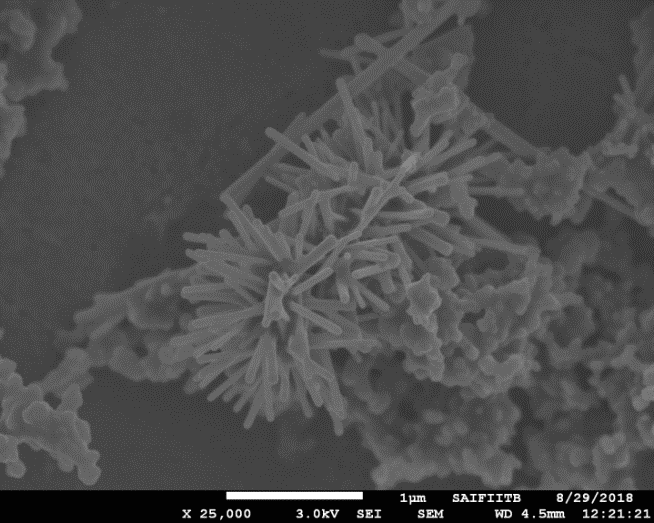 1µm SAIFIITB 8/29/2018
X 25,000 3.0kV SEI SEM WD 4.5mm 12:21:21